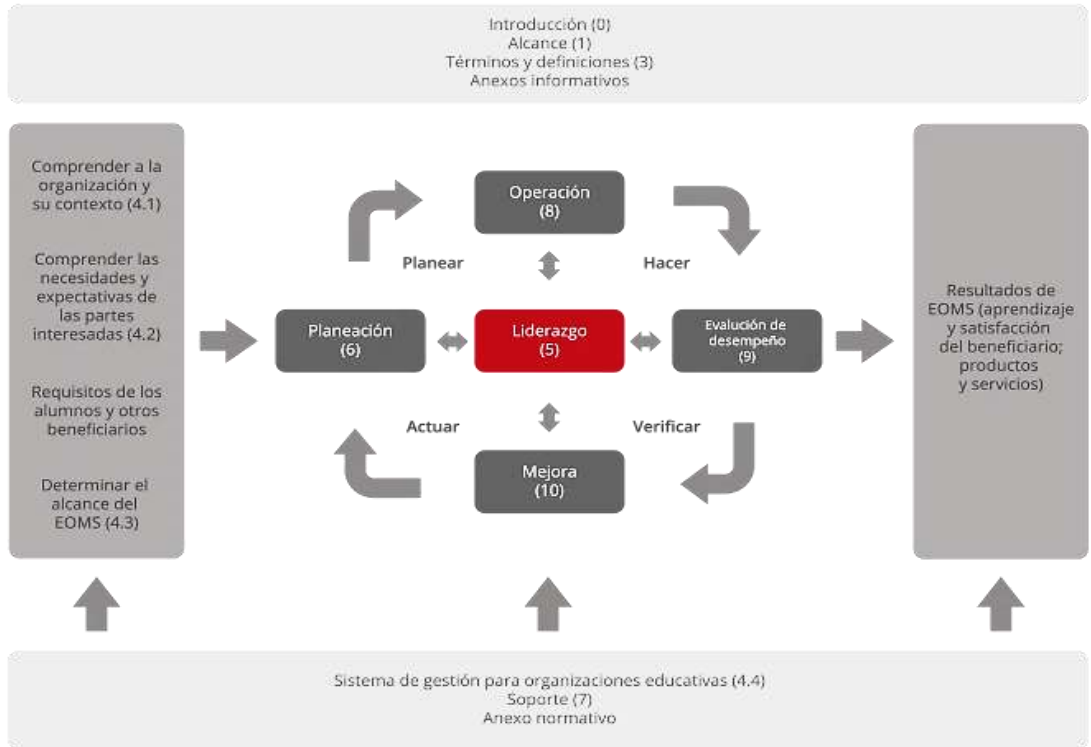 Introducción (0)
Alcance (1)
Términos y definiciones (3)
Anexos informativos
Comprender a la
organización y
su contexto (4.1)
Comprender las
necesidades y
expectativas de
las partes
interesadas (4.2)
Requisitos de los
alumnos y otros
beneficiarios
Determinar el
alcance del
EOMS (4.3)
Operación
(8)
Planear
Hacer
Planeación
(6)
Liderazgo
(5)
Evalución de
desempeño
(9)
Actuar
Verificar
Mejora
(10)
Resultados de
EOMS (aprendizaje
y satisfacción
del beneficiario;
productos
y servicios)
Sistema de gestión para organizaciones educativas (4.4)
Soporte (7)
Anexo normativo